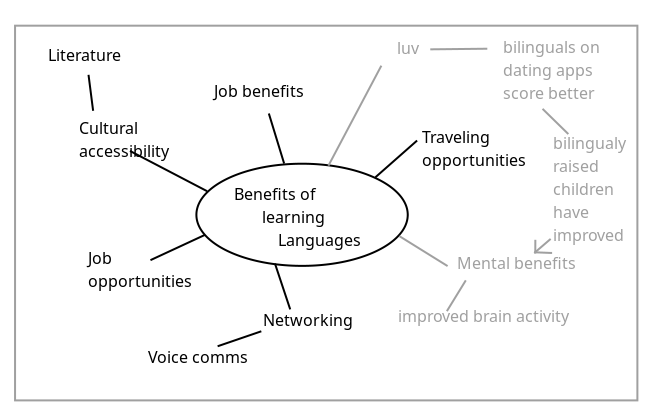 Literature
luv
bilinguals on
dating apps
score better
Job benefits
Cultural
accessibility
Traveling
opportunities
bilingualy
raised
children
have
improved
Benefits of
learning
Languages
Job
opportunities
Mental benefits
improved brain activity
Networking
Voice comms